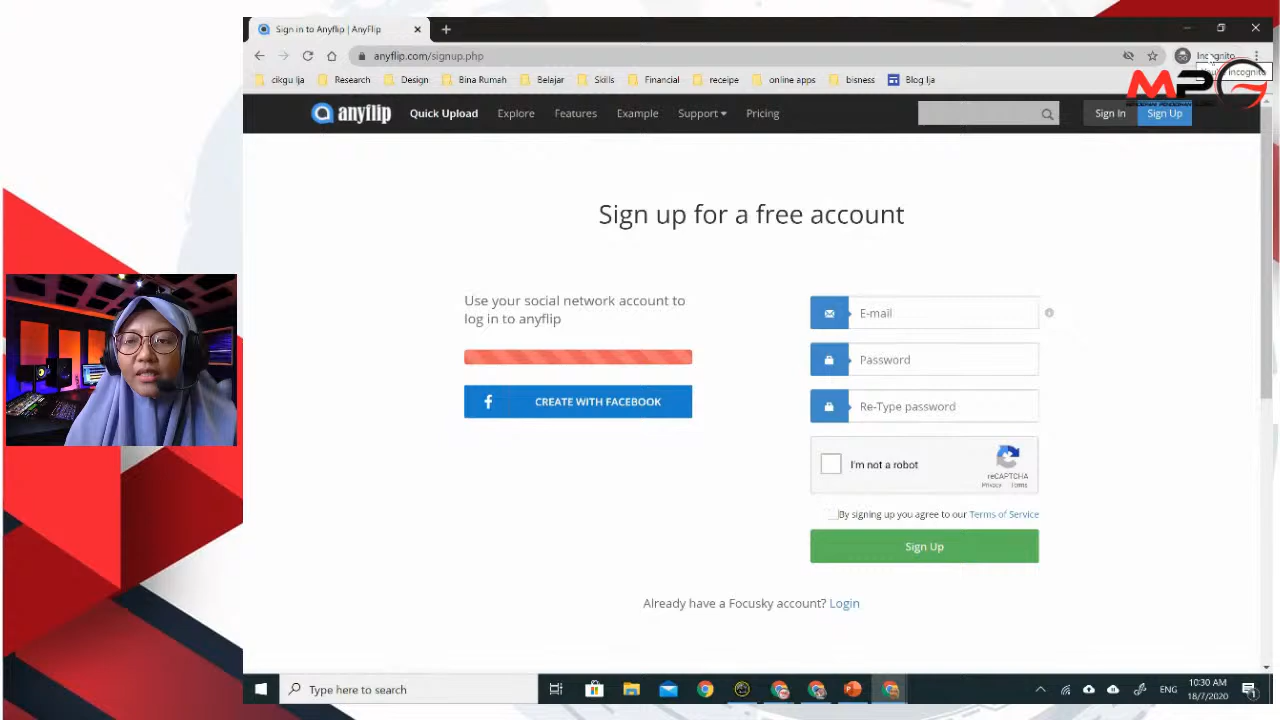 Sign in to Anyflip | AnyFlip
anyflip.com/signup.php
Incognito
cikgu Ija
Research
Design
Bina Rumah
Belajar
Skills
Financial
receipe
online apps
bisness
Blog Ija
MPG
anyflip
Quick Upload
Explore
Features
Example
Support
Pricing
Sign In
Sign Up
Sign up for a free account
Use your social network account to
log in to anyflip
CREATE WITH FACEBOOK
E-mail
Password
Re-Type password
I'm not a robot
reCAPTCHA
Privacy Terms
By signing up you agree to our Terms of Service
Sign Up
Already have a Focusky account? Login
Type here to search
ENG
10:30 AM
18/7/2020